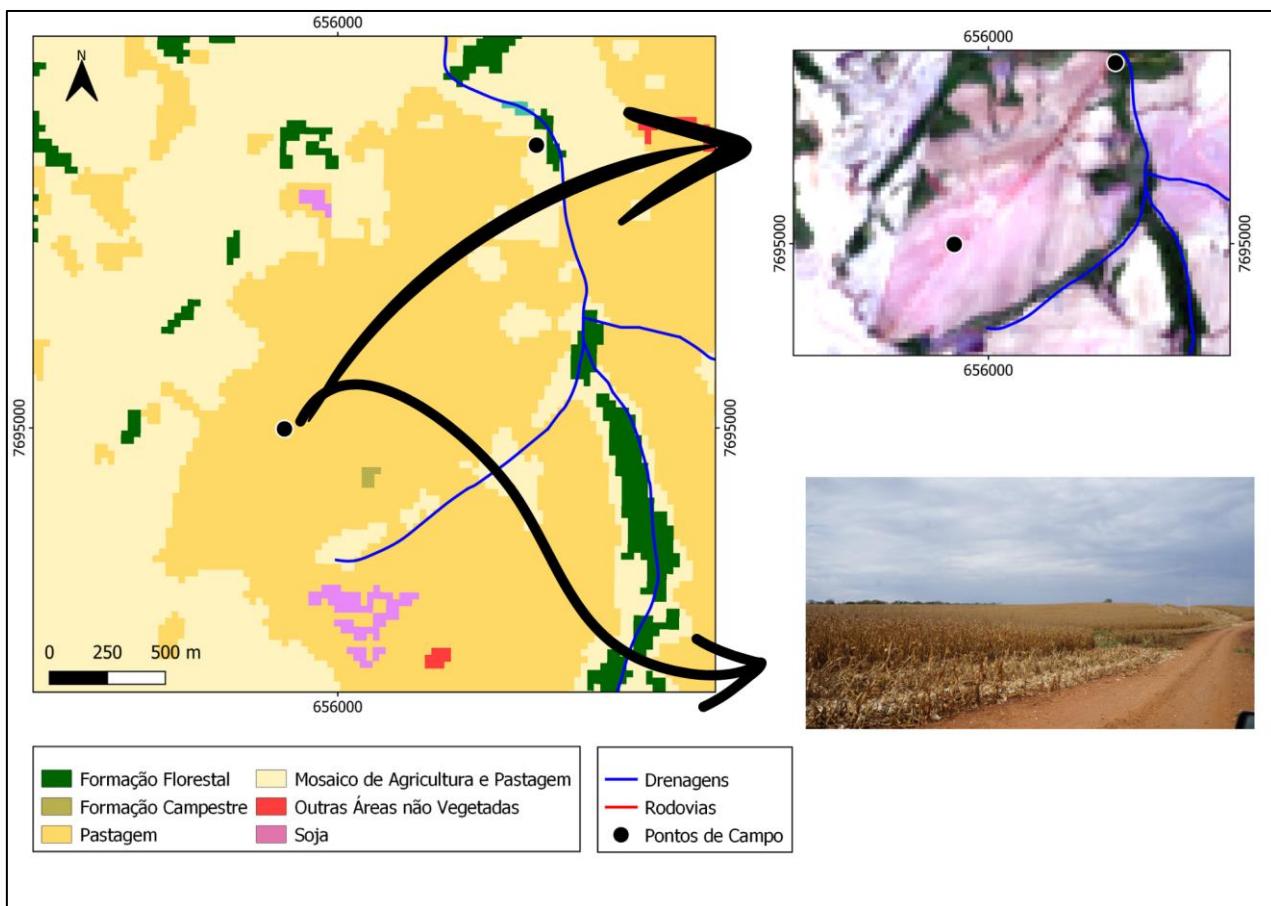 656000
656000
N
7695000
7695000
7695000
7695000
0 250 500 m
656000
656000
Formação Florestal
Formação Campestre
Pastagem
Mosaico de Agricultura e Pastagem
Outras Áreas não Vegetadas
Soja
Drenagens
Rodovias
Pontos de Campo